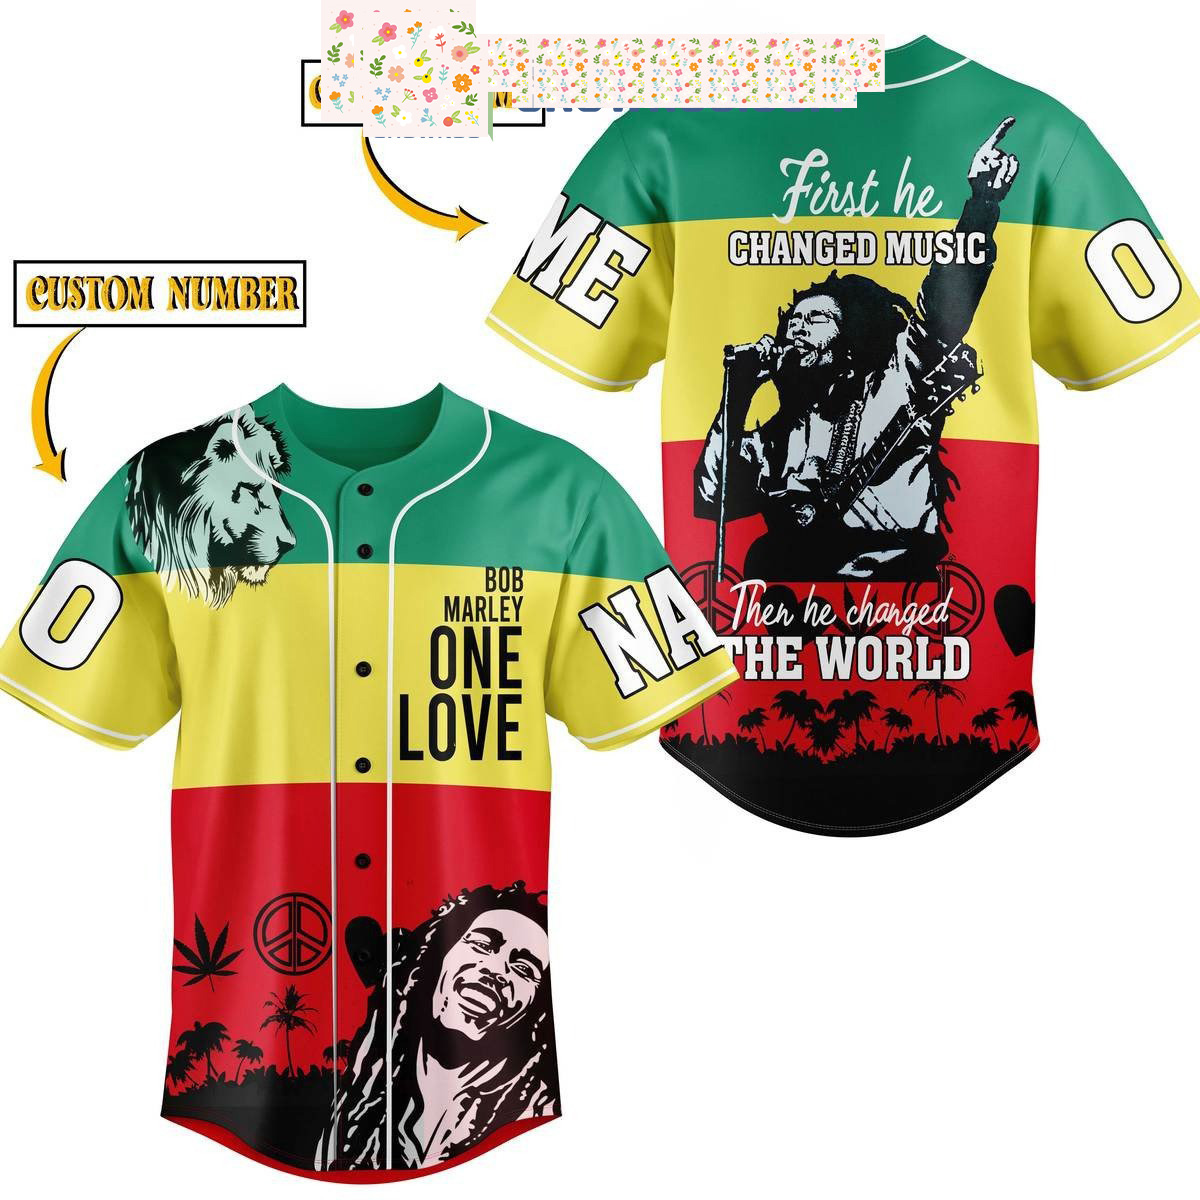 First he
CHANGED MUSIC
ME
O
CUSTOM NUMBER
BOB
MARLEY
ONE
LOVE
O
NA
Then he changed
THE WORLD